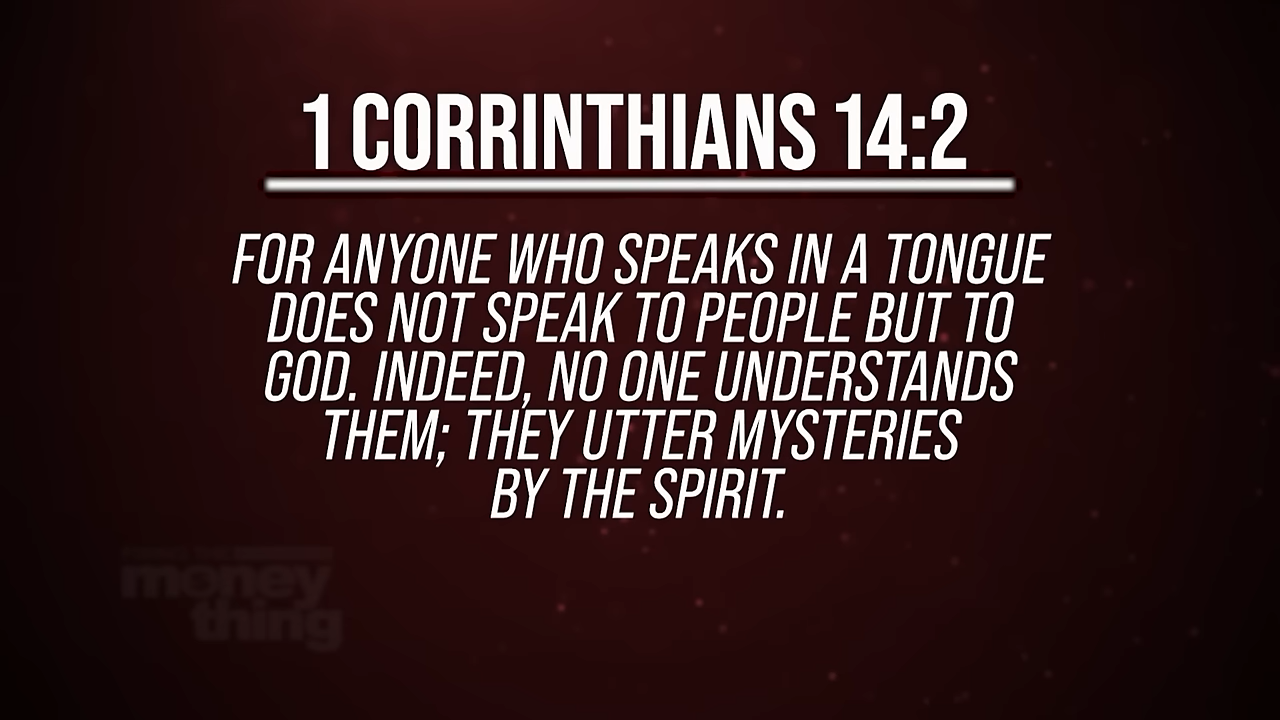 1 CORRINTHIANS 14:2
FOR ANYONE WHO SPEAKS IN A TONGUE
DOES NOT SPEAK TO PEOPLE BUT TO
GOD. INDEED, NO ONE UNDERSTANDS
THEM; THEY UTTER MYSTERIES
BY THE SPIRIT.
money
thing